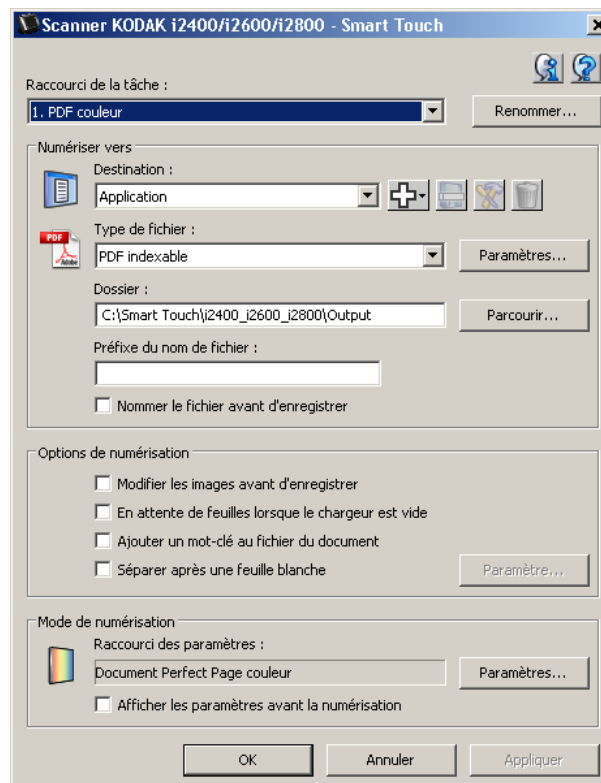 Scanner KODAK i2400/i2600/i2800 - Smart Touch
Raccourci de la tâche :
1. PDF couleur
Renommer...
Numériser vers
Destination :
Application
Type de fichier :
PDF
Adobe
PDF indexable
Paramètres...
Dossier :
C:\Smart Touch\i2400_i2600_i2800\Output
Parcourir...
Préfixe du nom de fichier :
Nommer le fichier avant d'enregistrer
Options de numérisation
Modifier les images avant d'enregistrer
En attente de feuilles lorsque le chargeur est vide
Ajouter un mot-clé au fichier du document
Séparer après une feuille blanche
Paramètre...
Mode de numérisation
Raccourci des paramètres :
Document Perfect Page couleur
Paramètres...
Afficher les paramètres avant la numérisation
OK
Annuler
Appliquer